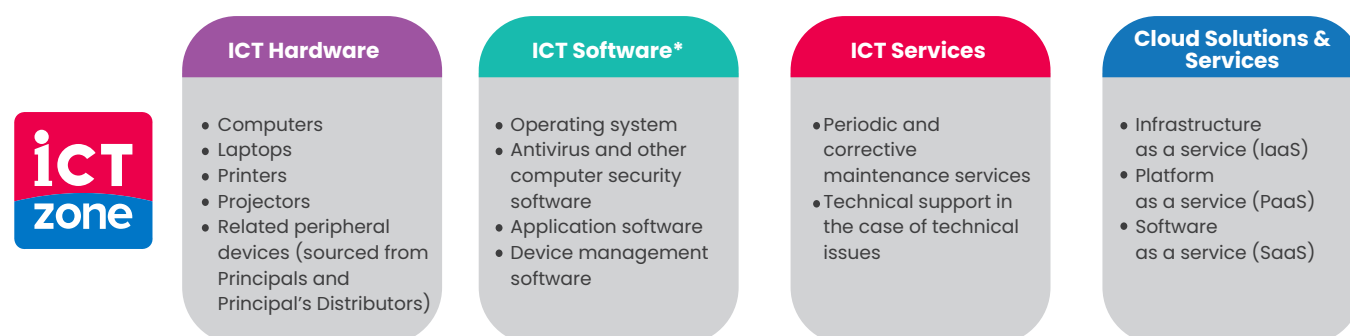 ICT Hardware
ICT Software*
ICT Services
Cloud Solutions &
Services
ICT
zone
• Computers
• Laptops
• Printers
• Projectors
• Related peripheral
devices (sourced from
Principals and
Principal's Distributors)
• Operating system
• Antivirus and other
computer security
software
• Application software
• Device management
software
• Periodic and
corrective
maintenance services
• Technical support in
the case of technical
issues
• Infrastructure
as a service (IaaS)
• Platform
as a service (PaaS)
• Software
as a service (SaaS)